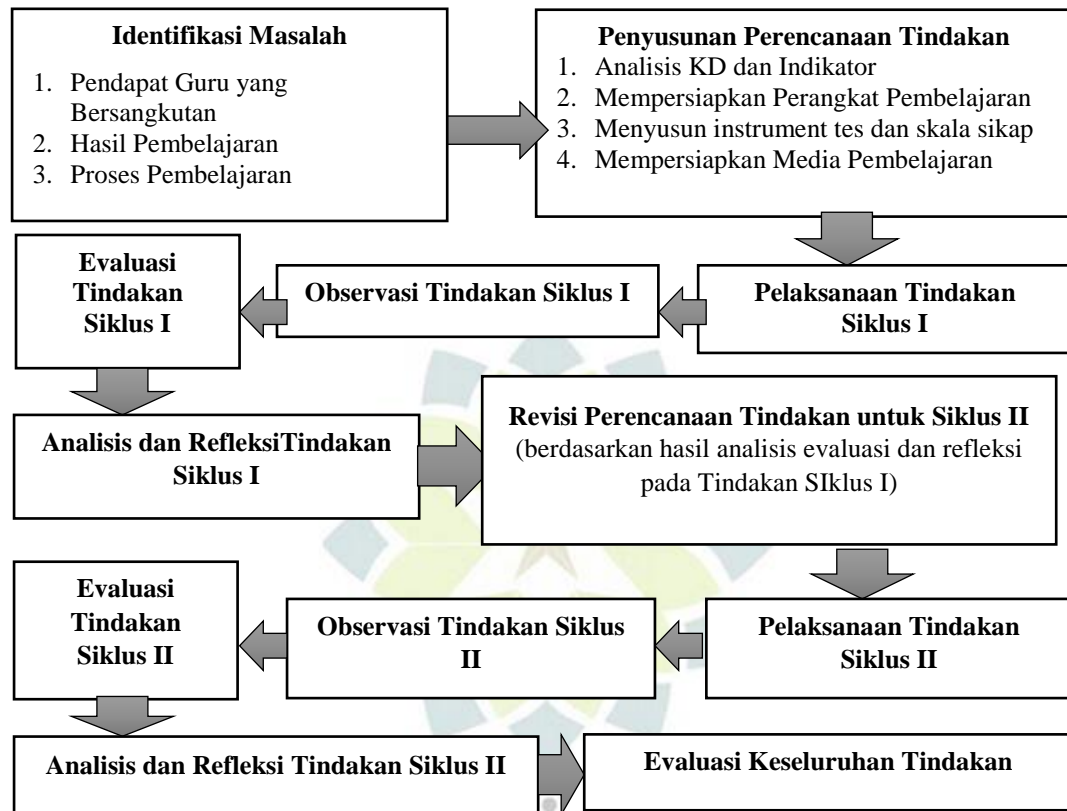 Identifikasi Masalah
1. Pendapat Guru yang
Bersangkutan
2. Hasil Pembelajaran
3. Proses Pembelajaran
Penyusunan Perencanaan Tindakan
1. Analisis KD dan Indikator
2. Mempersiapkan Perangkat Pembelajaran
3. Menyusun instrument tes dan skala sikap
4. Mempersiapkan Media Pembelajaran
Pelaksanaan Tindakan
Siklus I
Observasi Tindakan Siklus I
Evaluasi
Tindakan
Siklus I
Analisis dan RefleksiTindakan
Siklus I
Revisi Perencanaan Tindakan untuk Siklus II
(berdasarkan hasil analisis evaluasi dan refleksi
pada Tindakan SIklus I)
Pelaksanaan Tindakan
Siklus II
Observasi Tindakan Siklus
II
Evaluasi
Tindakan
Siklus II
Analisis dan Refleksi Tindakan Siklus II
Evaluasi Keseluruhan Tindakan